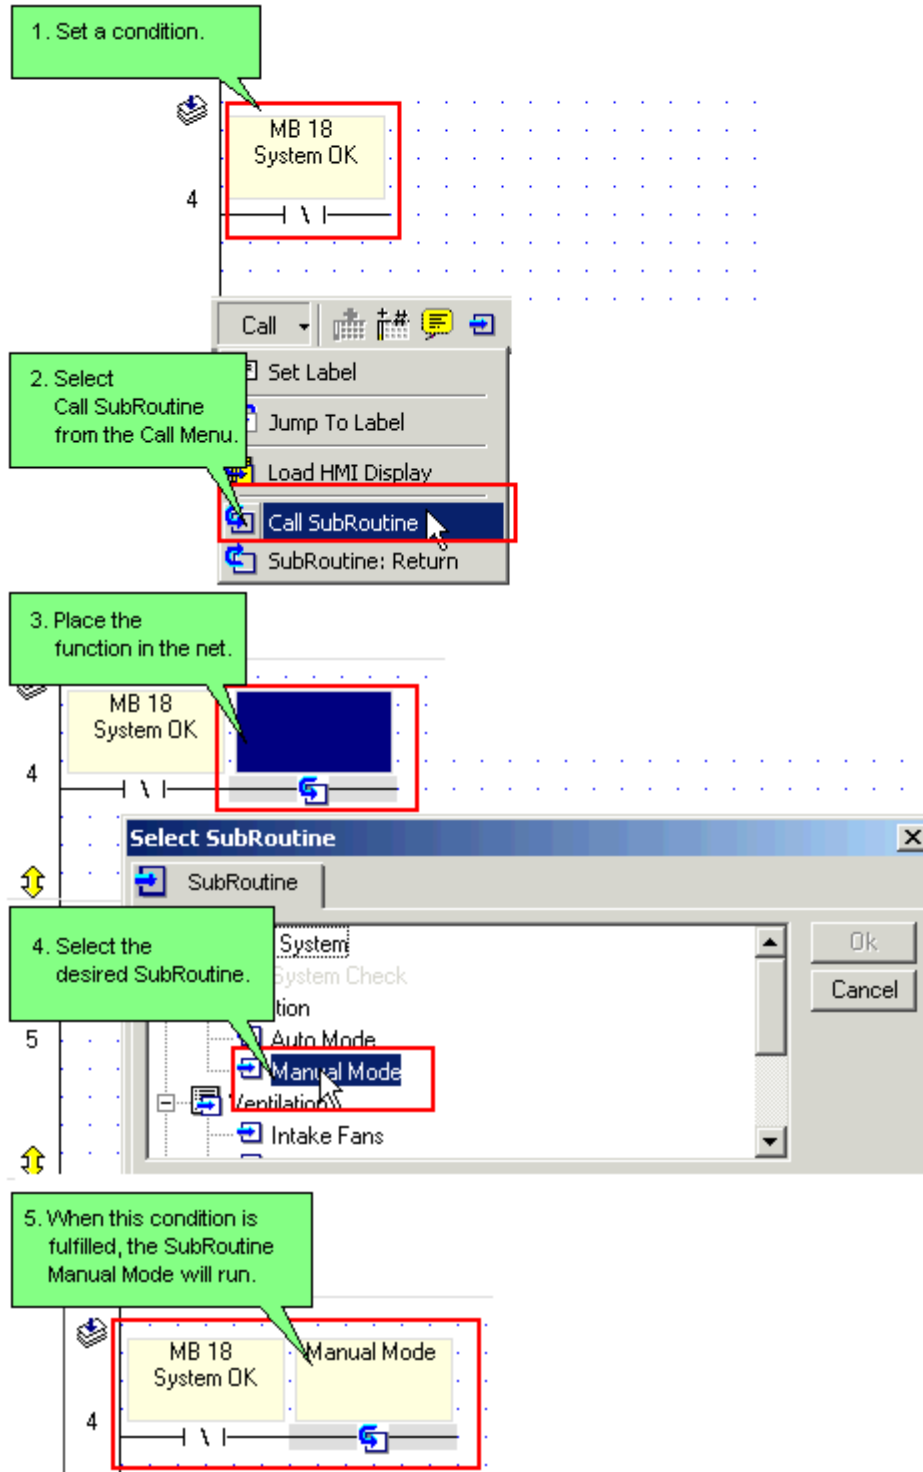 1. Set a condition.
MB 18
System OK
4
Call
2. Select
Call SubRoutine
from the Call Menu.
Set Label
Jump To Label
Load HMI Display
Call SubRoutine
SubRoutine: Return
3. Place the
function in the net.
MB 18
System OK
4
Select SubRoutine
SubRoutine
4. Select the
desired SubRoutine.
System
System Check
tion
Auto Mode
Manual Mode
Ventilation
Intake Fans
Ok
Cancel
5
5. When this condition is
fulfilled, the SubRoutine
Manual Mode will run.
MB 18
System OK
Manual Mode
4